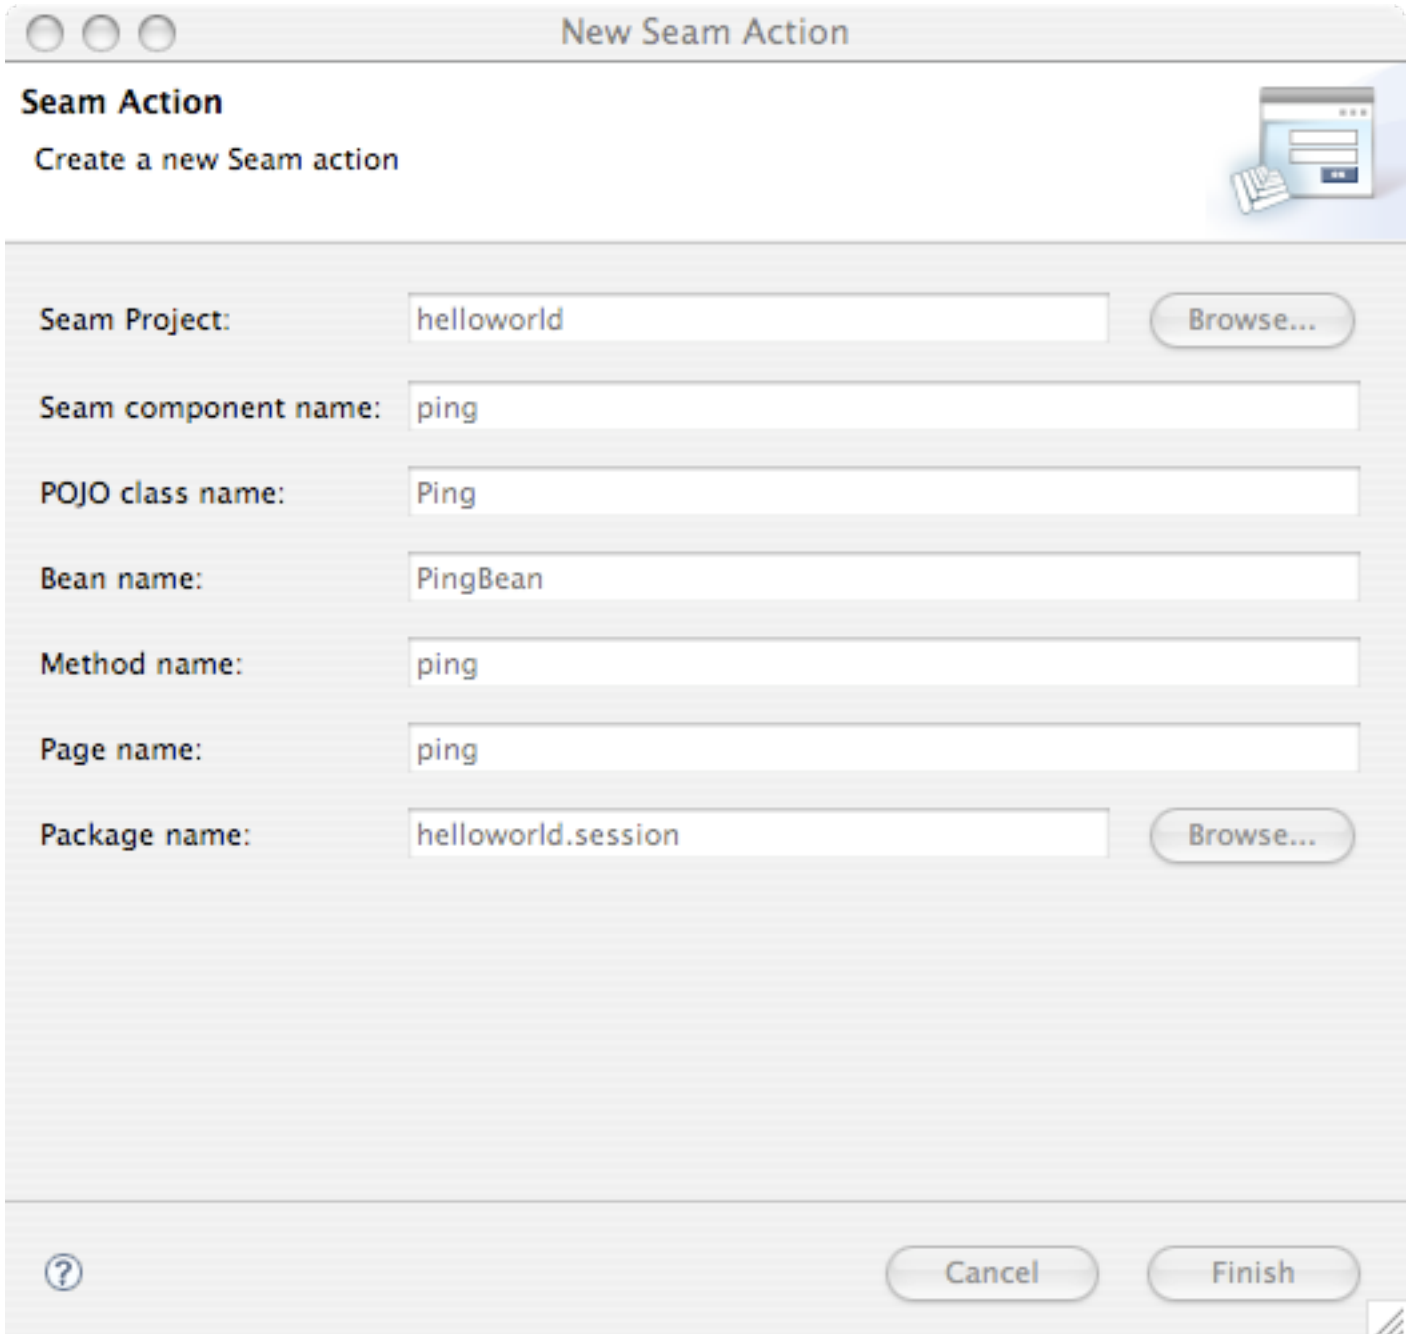 New Seam Action
Seam Action
Create a new Seam action
Seam Project: helloworld Browse...
Seam component name: ping
POJO class name: Ping
Bean name: PingBean
Method name: ping
Page name: ping
Package name: helloworld.session Browse...
? Cancel Finish